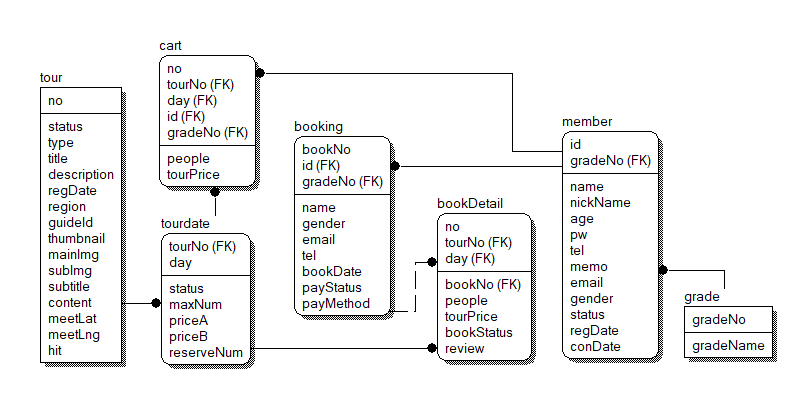 tour
no
status
type
title
description
regDate
region
guideId
thumbnail
mainImg
subImg
subtitle
content
meetLat
meetLng
hit
cart
no
tourNo (FK)
day (FK)
id (FK)
gradeNo (FK)
people
tourPrice
tourdate
tourNo (FK)
day
status
maxNum
priceA
priceB
reserveNum
booking
bookNo
id (FK)
gradeNo (FK)
name
gender
email
tel
bookDate
payStatus
payMethod
bookDetail
no
tourNo (FK)
day (FK)
bookNo (FK)
people
tourPrice
bookStatus
review
member
id
gradeNo (FK)
name
nickName
age
pw
tel
memo
email
gender
status
regDate
conDate
grade
gradeNo
gradeName